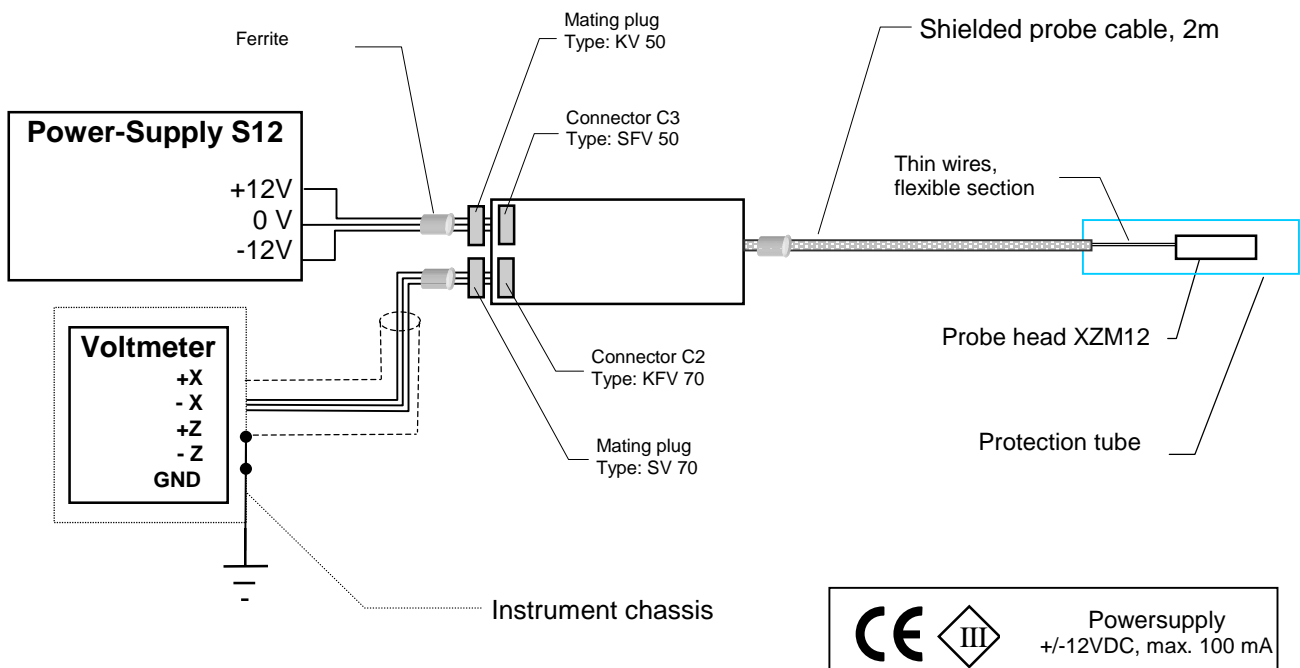 Ferrite
Mating plug
Type: KV 50
Shielded probe cable, 2m
Power-Supply S12
+12V
0 V
-12V
Connector C3
Type: SFV 50
Thin wires,
flexible section
Voltmeter
+X
- X
+Z
- Z
GND
Connector C2
Type: KFV 70
Probe head XZM12
Mating plug
Type: SV 70
Protection tube
Instrument chassis
CE
III
Powersupply
+/-12VDC, max. 100 mA